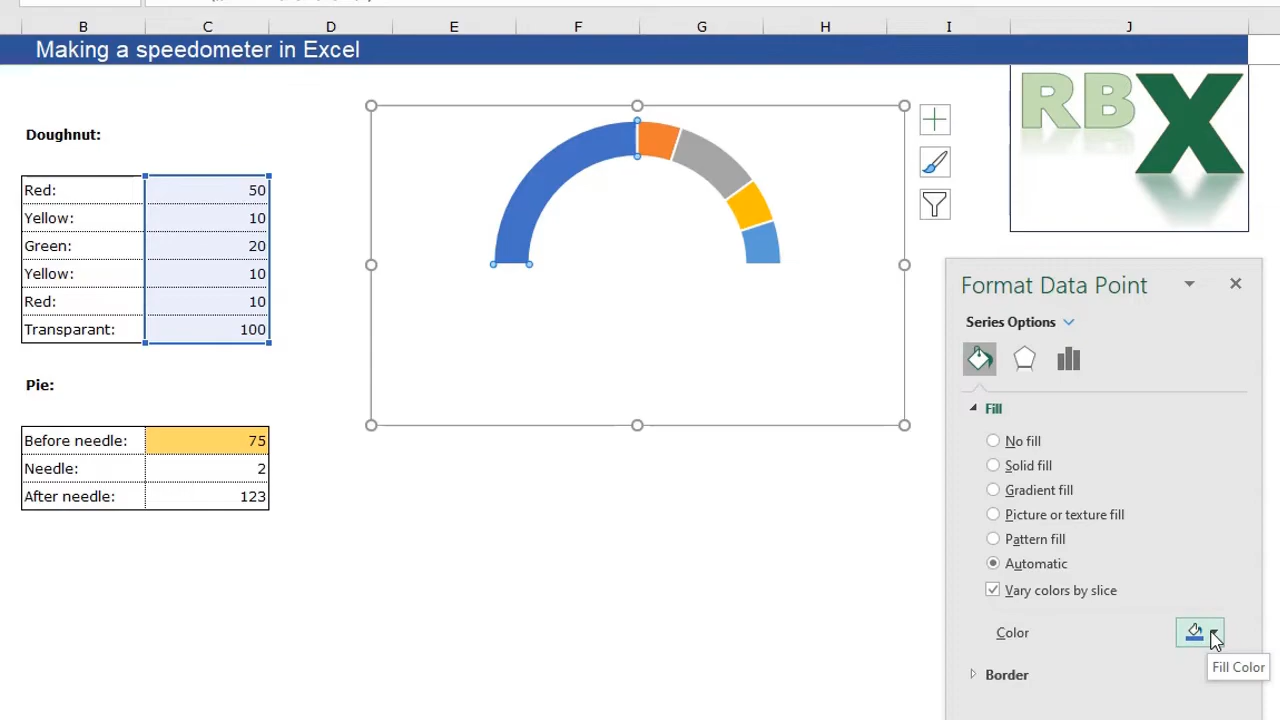 B C D E F G H I J
Making a speedometer in Excel
RBX
Doughnut:
Red: 50
Yellow: 10
Green: 20
Yellow: 10
Red: 10
Transparant: 100
Pie:
Before needle: 75
Needle: 2
After needle: 123
Format Data Point
Series Options
Fill
No fill
Solid fill
Gradient fill
Picture or texture fill
Pattern fill
Automatic
Vary colors by slice
Color
Fill Color
Border